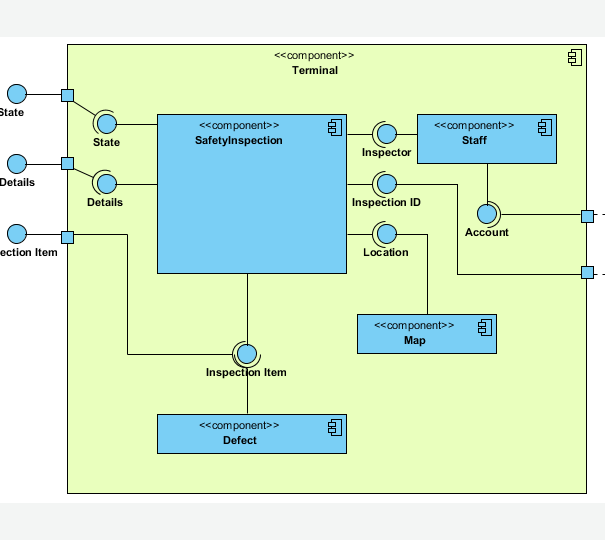 <<component>>
Terminal
State
Details
ection Item
State
Details
<<component>>
SafetyInspection
Inspector
Inspection ID
Location
<<component>>
Staff
Account
<<component>>
Map
Inspection Item
<<component>>
Defect